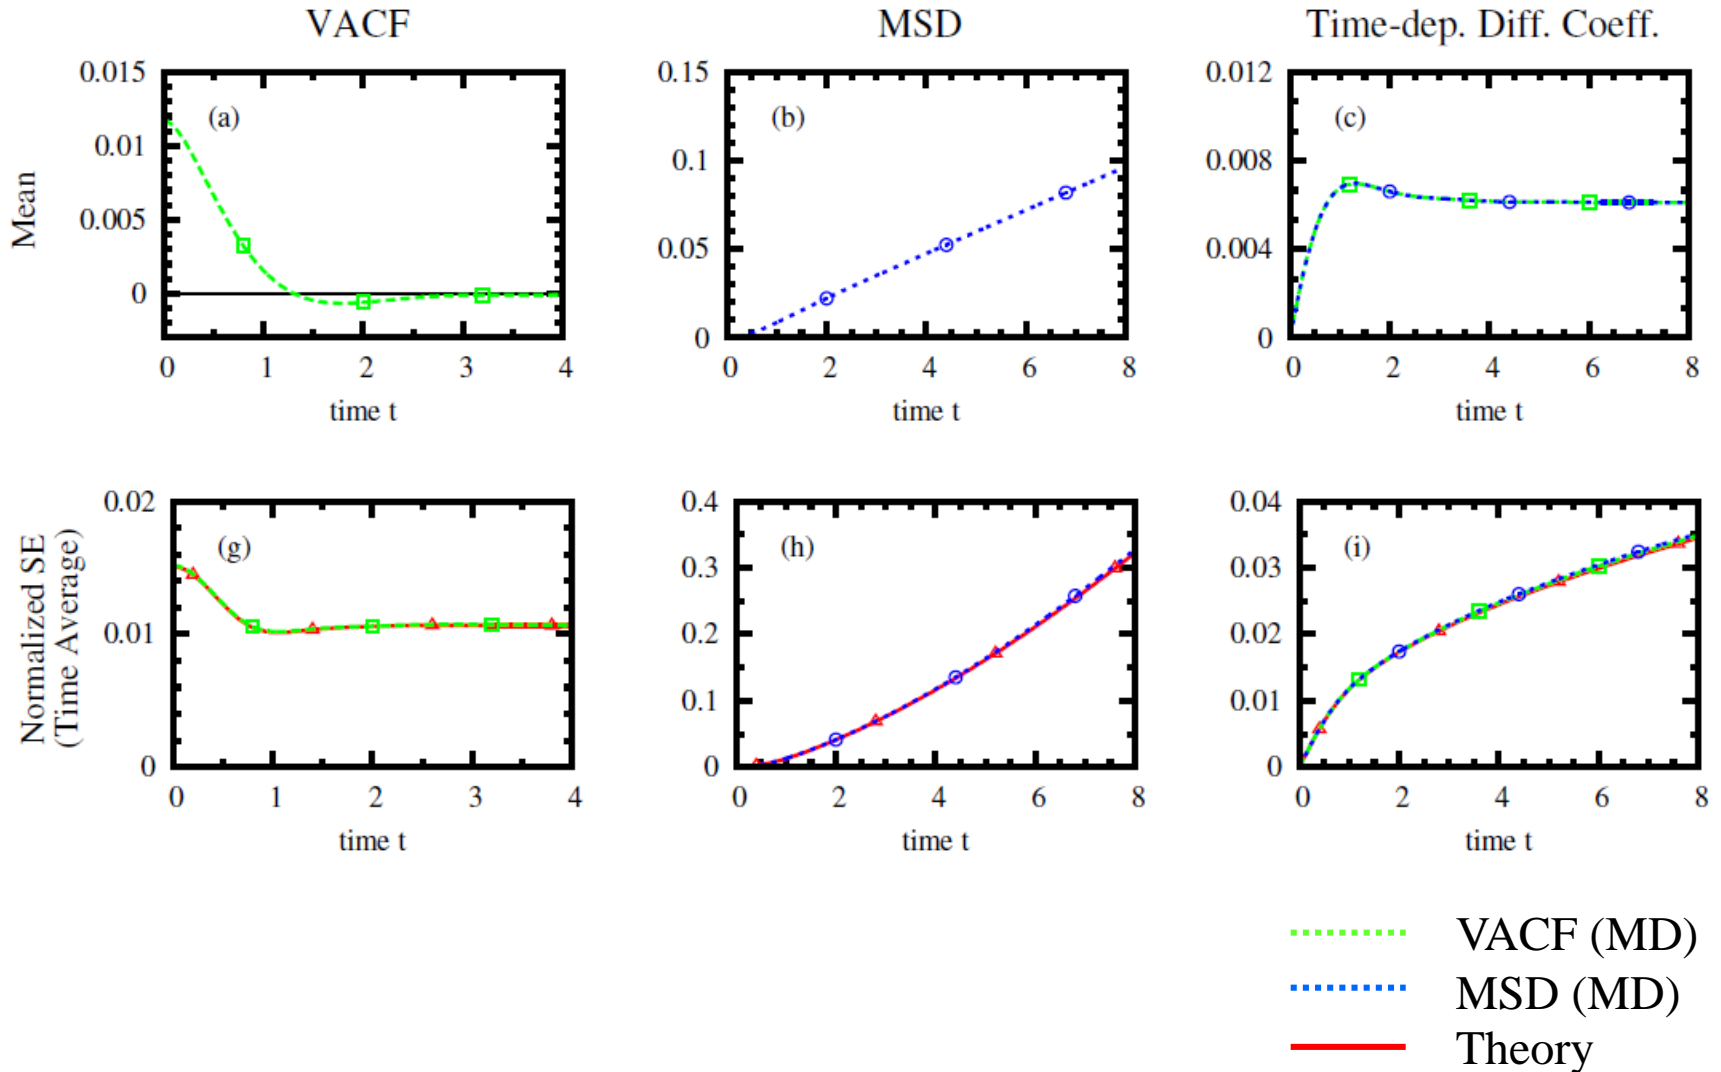 VACF
MSD
Time-dep. Diff. Coeff.
Mean
0.015
0.01
0.005
0
(a)
0 1 2 3 4
time t
0.15
0.1
0.05
0
(b)
0 2 4 6 8
time t
0.012
0.008
0.004
0
(c)
0 2 4 6 8
time t
Normalized SE
(Time Average)
0.02
0.01
0
(g)
0 1 2 3 4
time t
0.4
0.3
0.2
0.1
0
(h)
0 2 4 6 8
time t
0.04
0.03
0.02
0.01
0
(i)
0 2 4 6 8
time t
VACF (MD)
MSD (MD)
Theory